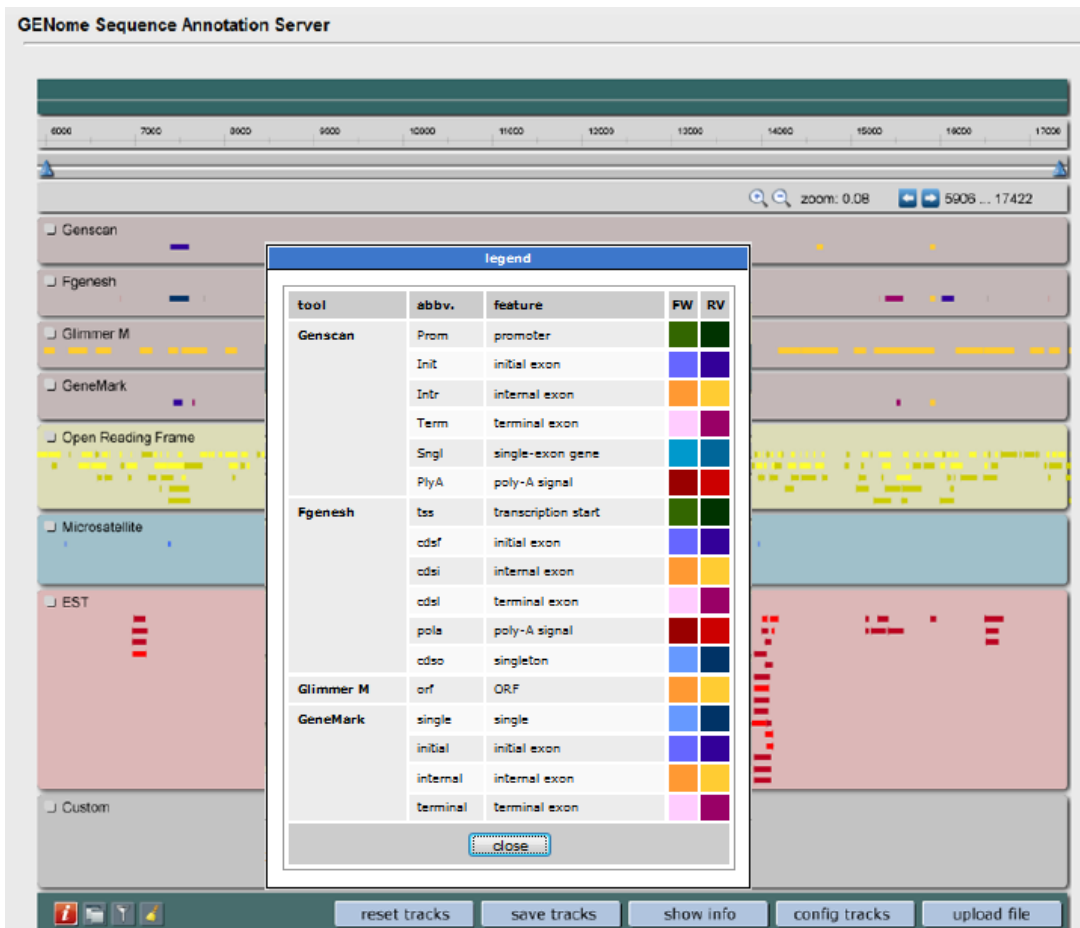 GENome Sequence Annotation Server
6000 7000 8000 9000 10000 11000 12000 13000 14000 15000 16000 17000
zoom: 0.08 5906 ... 17422
Genscan
Fgenesh
Glimmer M
GeneMark
Open Reading Frame
Microsatellite
EST
Custom
legend
tool abbv. feature FW RV
Genscan Prom promoter
Init initial exon
Intr internal exon
Term terminal exon
Sngl single-exon gene
PlyA poly-A signal
Fgenesh tss transcription start
cdsf initial exon
cdsi internal exon
cdsl terminal exon
pola poly-A signal
cdso singleton
Glimmer M orf ORF
GeneMark single single
initial initial exon
internal internal exon
terminal terminal exon
close
i reset tracks save tracks show info config tracks upload file